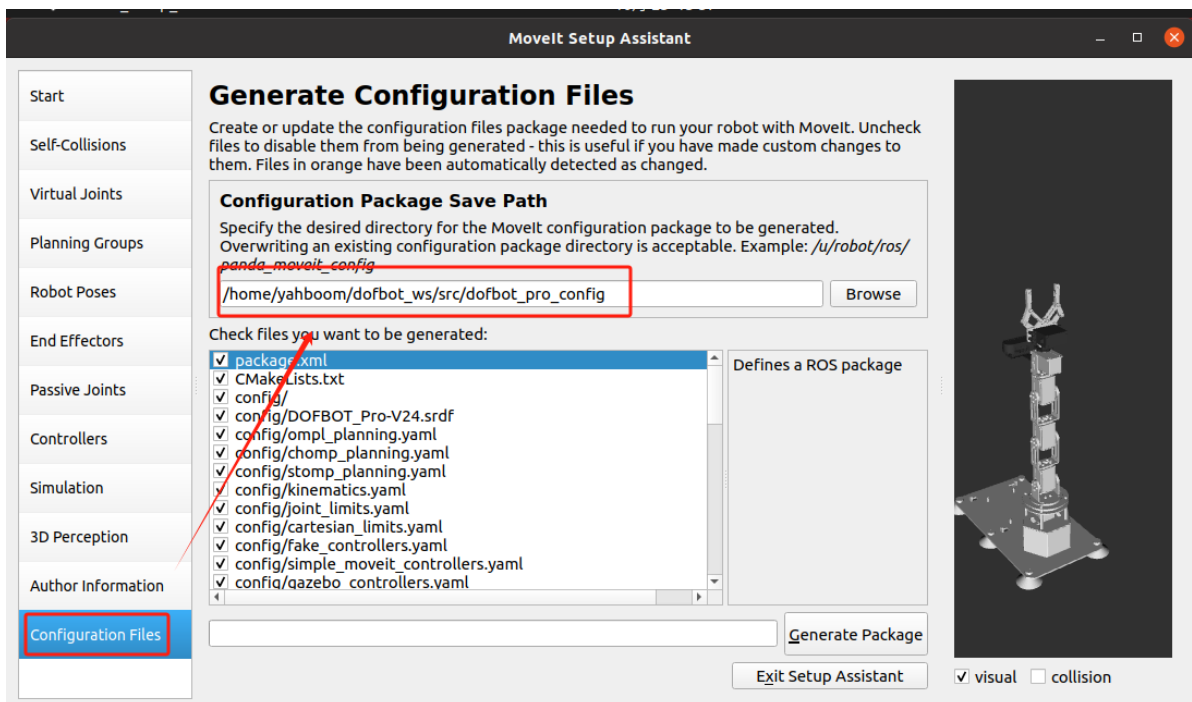 MoveIt Setup Assistant
Start
Self-Collisions
Virtual Joints
Planning Groups
Robot Poses
End Effectors
Passive Joints
Controllers
Simulation
3D Perception
Author Information
Configuration Files
Generate Configuration Files
Create or update the configuration files package needed to run your robot with MoveIt. Uncheck
files to disable them from being generated - this is useful if you have made custom changes to
them. Files in orange have been automatically detected as changed.
Configuration Package Save Path
Specify the desired directory for the MoveIt configuration package to be generated.
Overwriting an existing configuration package directory is acceptable. Example: /u/robot/ros/
panda_moveit_config
/home/yahboom/dofbot_ws/src/dofbot_pro_config
Browse
Check files you want to be generated:
package.xml
CMakeLists.txt
config/
config/DOFBOT_Pro-V24.srdf
config/ompl_planning.yaml
config/chomp_planning.yaml
config/stomp_planning.yaml
config/kinematics.yaml
config/joint_limits.yaml
config/cartesian_limits.yaml
config/fake_controllers.yaml
config/simple_moveit_controllers.yaml
config/gazebo_controllers.yaml
Defines a ROS package
Generate Package
Exit Setup Assistant
visual
collision